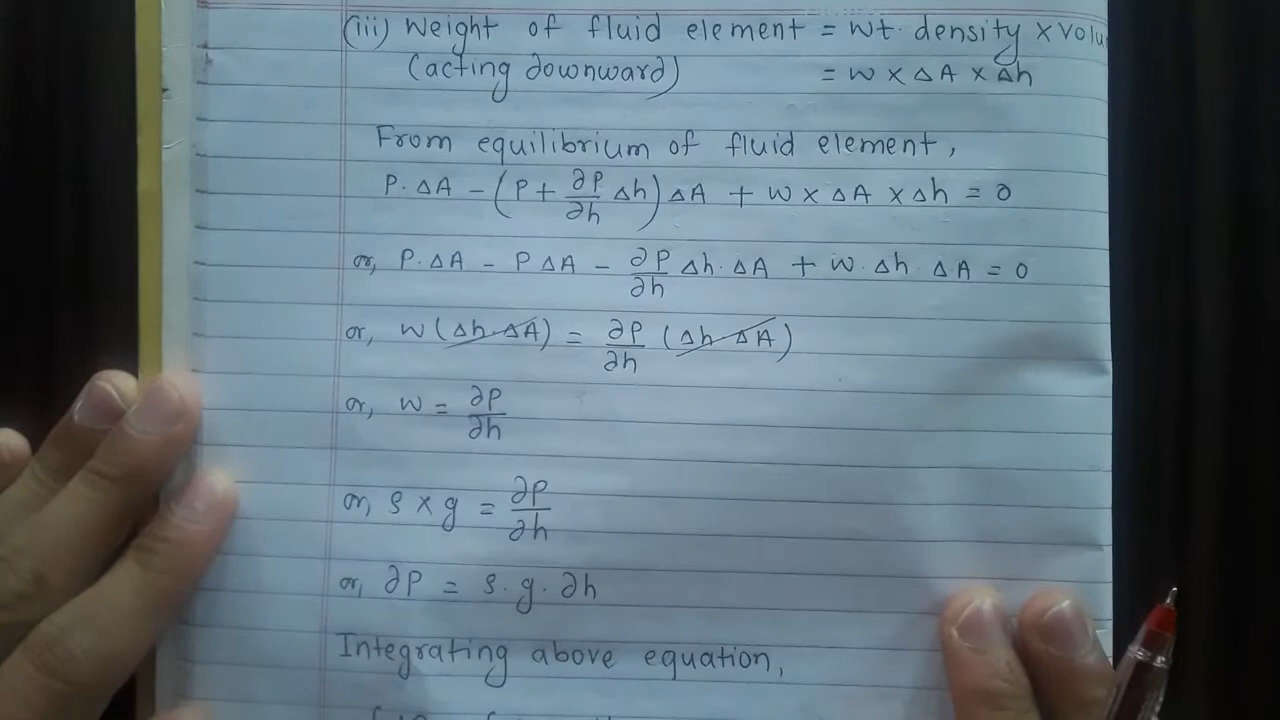 (iii) Weight of fluid element = Wt. density × Volu
(acting downward) = w × ΔA × Δh
From equilibrium of fluid element,
P. ΔA - (P + ∂P/∂h Δh) ΔA + w × ΔA × Δh = 0
or, P. ΔA - P ΔA - ∂P/∂h Δh. ΔA + w. Δh. ΔA = 0
or, w (Δh. ΔA) = ∂P/∂h (Δh. ΔA)
or, w = ∂P/∂h
or, ρ × g = ∂P/∂h
or, ∂P = ρ. g. ∂h
Integrating above equation,